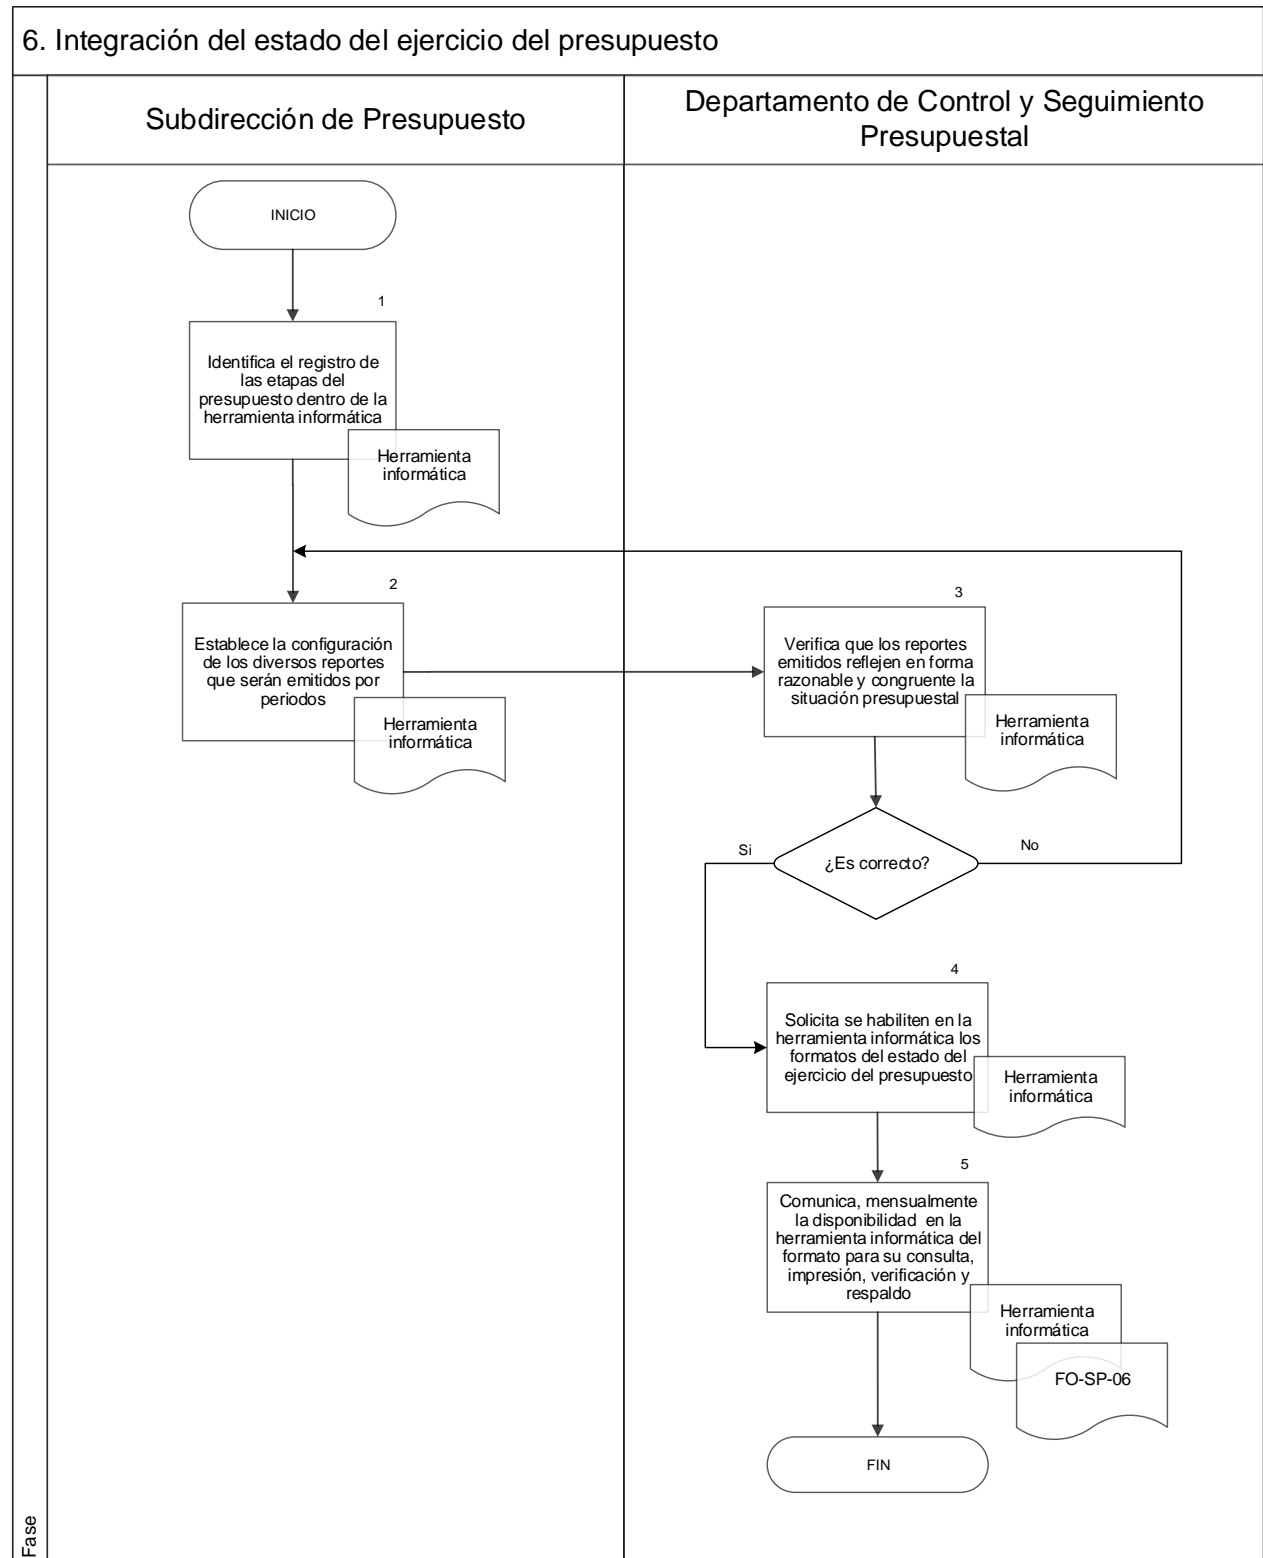 6. Integración del estado del ejercicio del presupuesto
Subdirección de Presupuesto
Departamento de Control y Seguimiento
Presupuestal
INICIO
1
Identifica el registro de
las etapas del
presupuesto dentro de la
herramienta informática
Herramienta
informática
2
Establece la configuración
de los diversos reportes
que serán emitidos por
periodos
Herramienta
informática
3
Verifica que los reportes
emitidos reflejen en forma
razonable y congruente la
situación presupuestal
Herramienta
informática
¿Es correcto?
Si
No
4
Solicita se habiliten en la
herramienta informática los
formatos del estado del
ejercicio del presupuesto
Herramienta
informática
5
Comunica, mensualmente
la disponibilidad en la
herramienta informática del
formato para su consulta,
impresión, verificación y
respaldo
Herramienta
informática
FO-SP-06
FIN
Fase